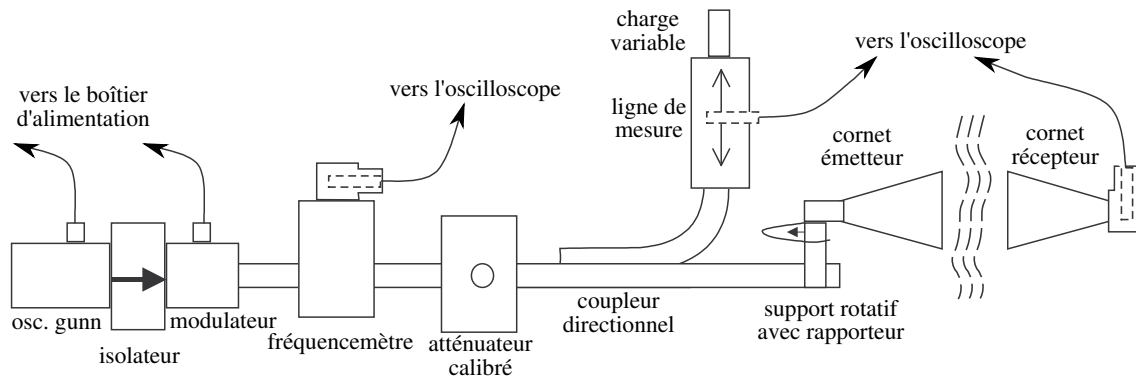 charge
variable
vers l'oscilloscope
vers le boîtier
d'alimentation
vers l'oscilloscope
ligne de
mesure
cornet
émetteur
cornet
récepteur
osc. gunn
isolateur
modulateur
fréquencemètre
atténuateur
calibré
coupleur
directionnel
support rotatif
avec rapporteur